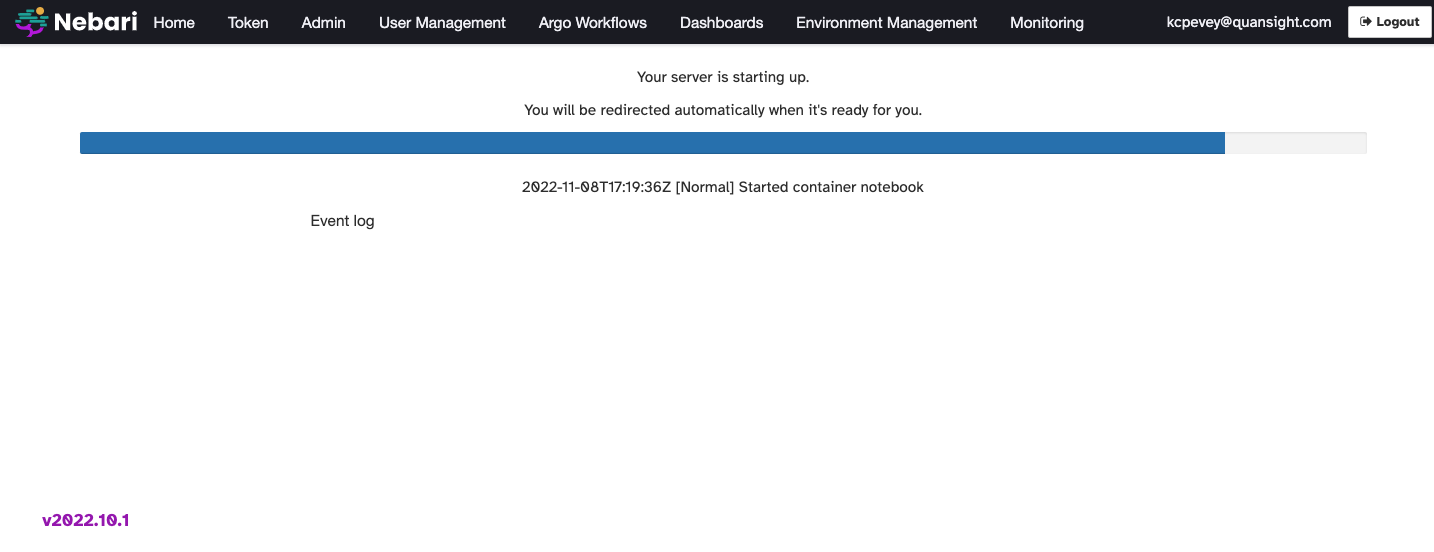 Nebari Home Token Admin User Management Argo Workflows Dashboards Environment Management Monitoring kcpevey@quansight.com Logout
Your server is starting up.
You will be redirected automatically when it's ready for you.
2022-11-08T17:19:36Z [Normal] Started container notebook
Event log
v2022.10.1